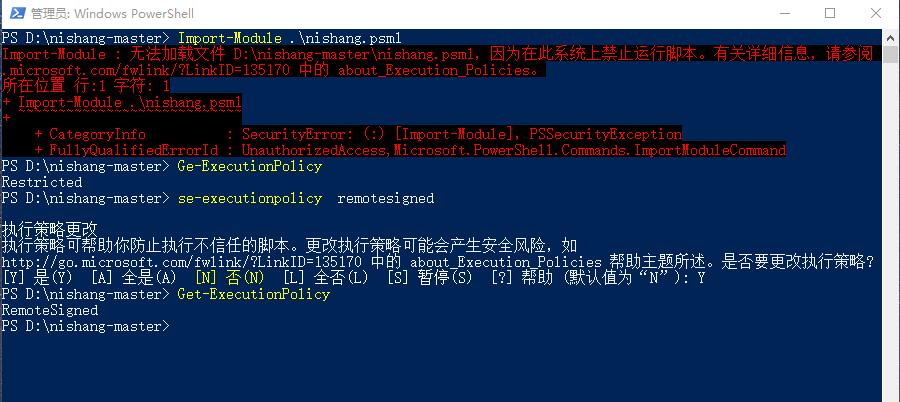 管理员: Windows PowerShell
PS D:\nishang-master> Import-Module .\nishang.psm1
Import-Module : 无法加载文件 D:\nishang-master\nishang.psm1，因为在此系统上禁止运行脚本。有关详细信息，请参阅
.microsoft.com/fwlink/?LinkID=135170 中的 about_Execution_Policies。
所在位置 行:1 字符: 1
+ Import-Module .\nishang.psm1
+ ~~~~~~~~~~~~~~~~~~~~~~~~~~~~
    + CategoryInfo          : SecurityError: (:) [Import-Module], PSSecurityException
    + FullyQualifiedErrorId : UnauthorizedAccess,Microsoft.PowerShell.Commands.ImportModuleCommand
PS D:\nishang-master> Ge-ExecutionPolicy
Restricted
PS D:\nishang-master> se-executionpolicy  remotesigned
执行策略更改
执行策略可帮助你防止执行不信任的脚本。更改执行策略可能会产生安全风险，如
http://go.microsoft.com/fwlink/?LinkID=135170 中的 about_Execution_Policies 帮助主题所述。是否要更改执行策略?
[Y] 是(Y)  [A] 全是(A)  [N] 否(N)  [L] 全否(L)  [S] 暂停(S)  [?] 帮助 (默认值为“N”): Y
PS D:\nishang-master> Get-ExecutionPolicy
RemoteSigned
PS D:\nishang-master>